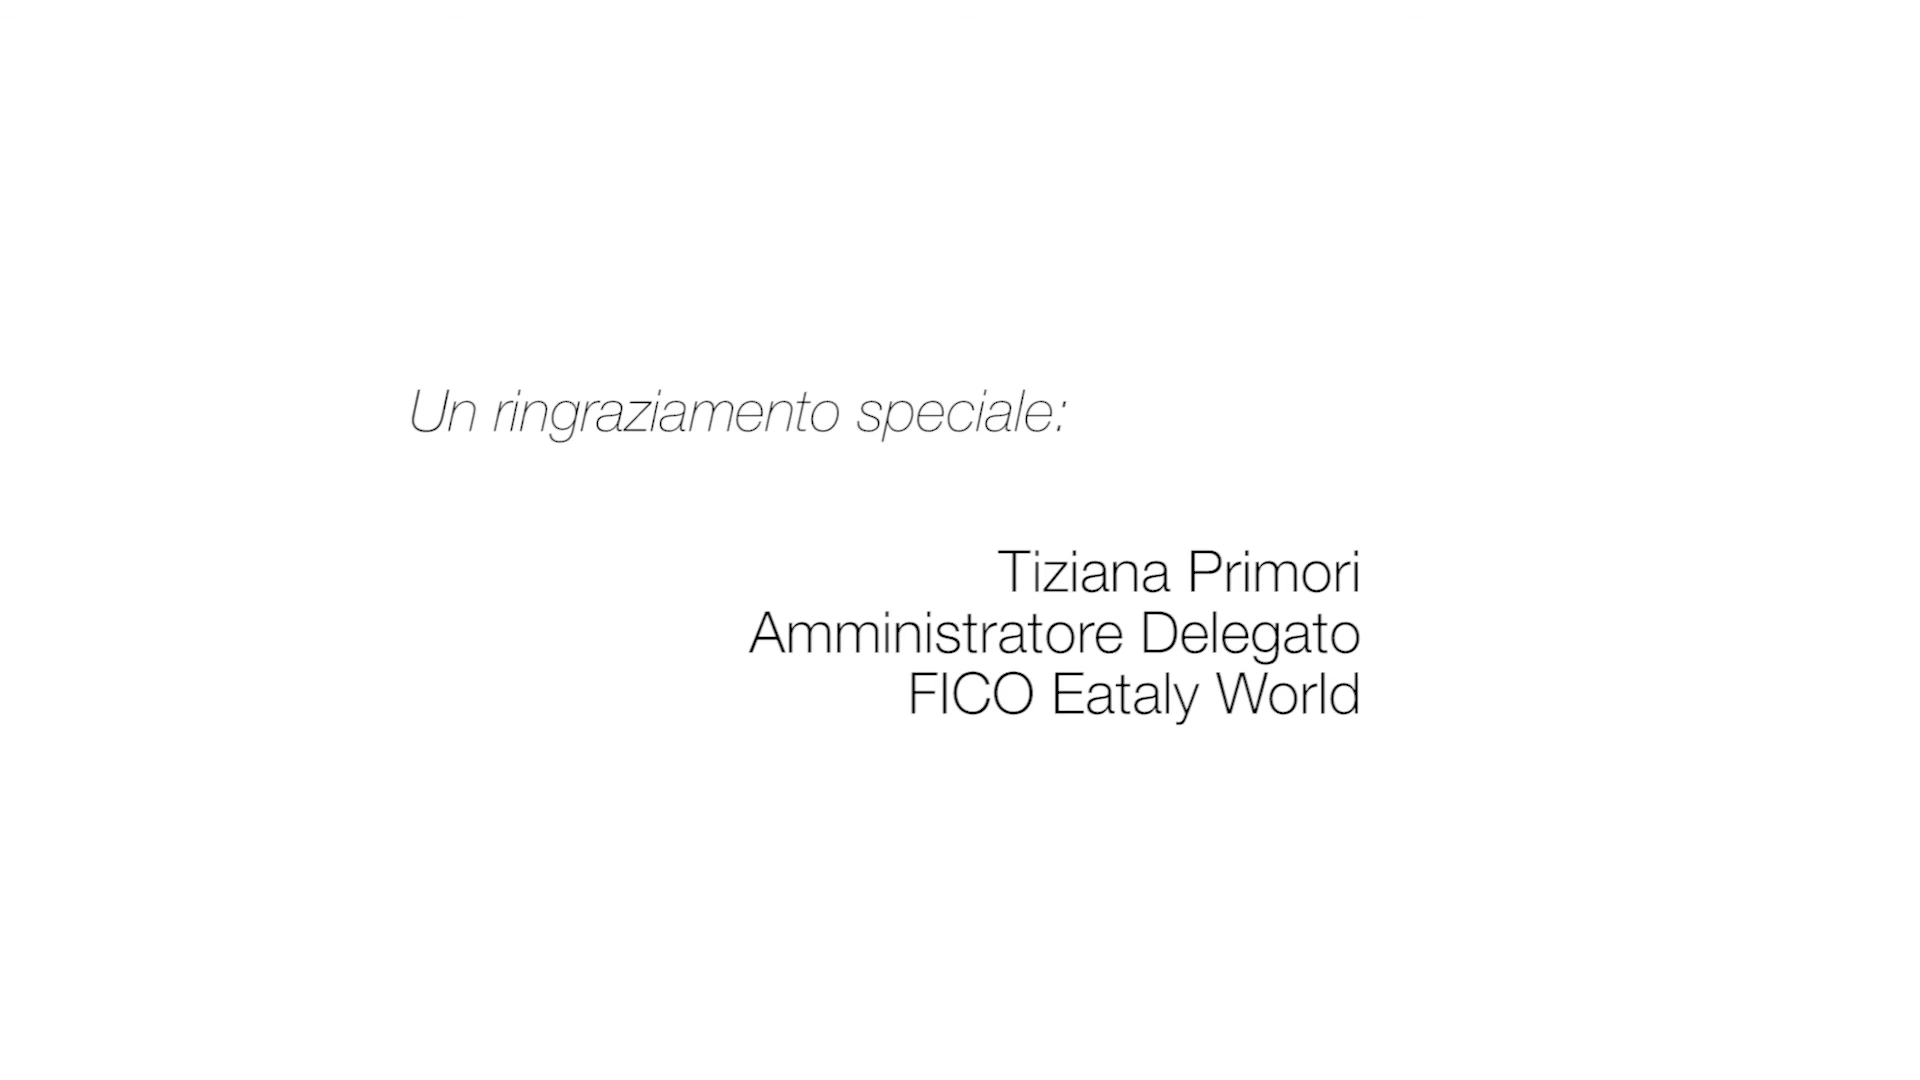 Un ringraziamento speciale:
Tiziana Primori
Amministratore Delegato
FICO Eataly World